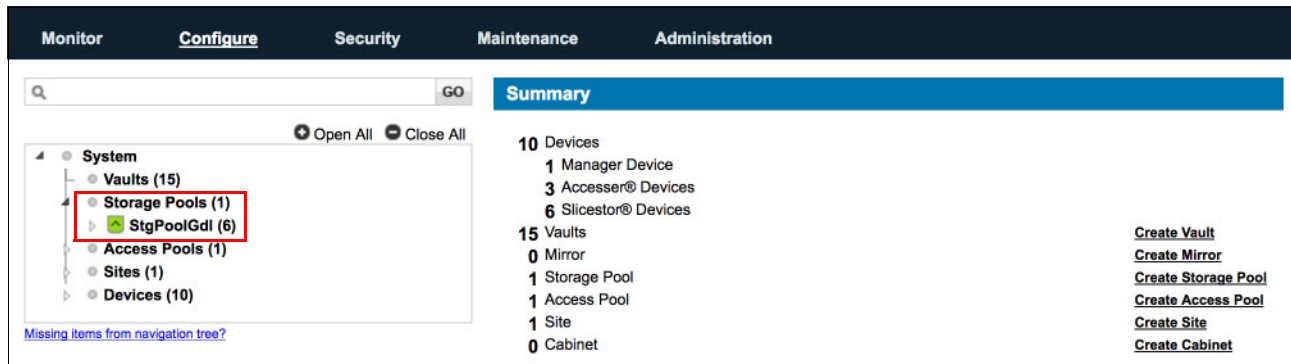 Monitor Configure Security Maintenance Administration
GO
Open All Close All
System
Vaults (15)
Storage Pools (1)
StgPoolGdl (6)
Access Pools (1)
Sites (1)
Devices (10)
Missing items from navigation tree?
Summary
10 Devices
1 Manager Device
3 Accesser® Devices
6 Slicestor® Devices
15 Vaults Create Vault
0 Mirror Create Mirror
1 Storage Pool Create Storage Pool
1 Access Pool Create Access Pool
1 Site Create Site
0 Cabinet Create Cabinet